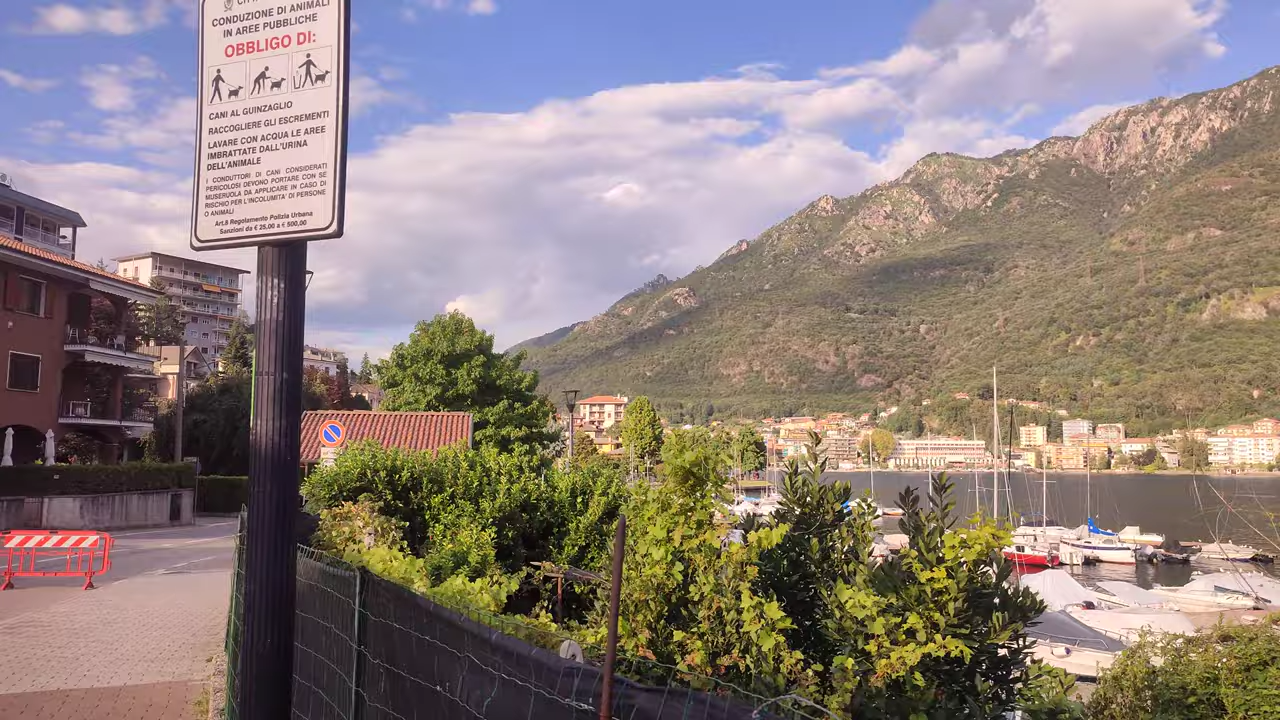 CONDUZIONE DI ANIMALI
IN AREE PUBBLICHE
OBBLIGO DI:
CANI AL GUINZAGLIO
RACCOGLIERE GLI ESCREMENTI
LAVARE CON ACQUA LE AREE
IMBRATTATE DALL'URINA
DELL'ANIMALE
I CONDUTTORI DI CANI CONSIDERATI
PERICOLOSI DEVONO PORTARE CON SÈ
MUSERUOLA DA APPLICARE IN CASO DI
RISCHIO PER L'INCOLUMITA' DI PERSONE
O ANIMALI
Art.8 Regolamento Polizia Urbana
Sanzioni da € 25,00 a € 500,00